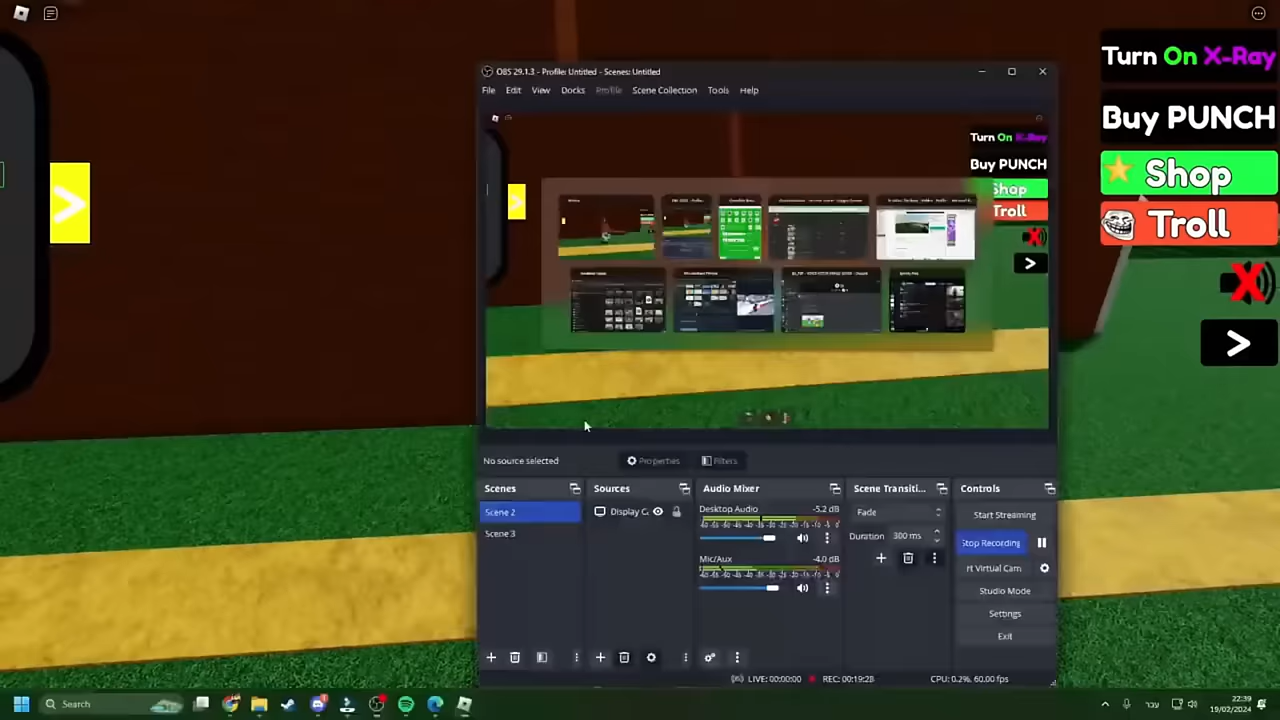 Turn On X-Ray
Buy PUNCH
Shop
Troll
>
>
OBS 29.1.3 - Profile: Untitled - Scenes: Untitled
File Edit View Docks Profile Scene Collection Tools Help
Turn On X-Ray
Buy PUNCH
Shop
Troll
>
>
No source selected
Properties
Filters
Scenes
Scene 2
Scene 3
Sources
Display C
Audio Mixer
Desktop Audio -5.2 dB
Mic/Aux -4.0 dB
Scene Transiti...
Fade
Duration 300 ms
Controls
Start Streaming
Stop Recording
rt Virtual Cam
Studio Mode
Settings
Exit
LIVE: 00:00:00 REC: 00:19:28 CPU: 0.2%, 60.00 fps
Search
עבר
22:39
19/02/2024